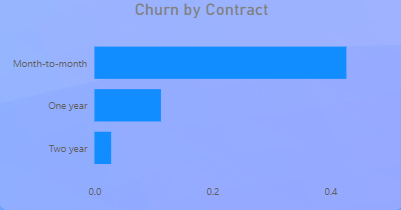 Churn by Contract
Month-to-month
One year
Two year
0.0 0.2 0.4